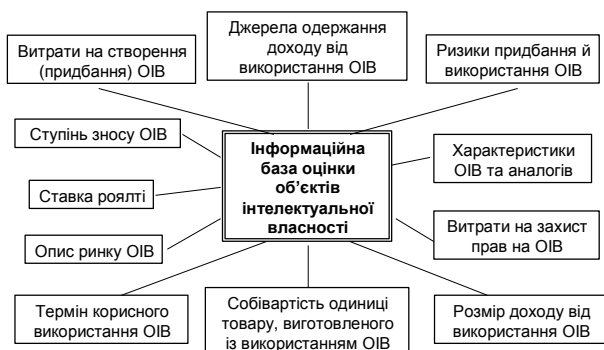 Джерела одержання
доходу від
використання ОІВ
Витрати на створення
(придбання) ОІВ
Ризики придбання й
використання ОІВ
Ступінь зносу ОІВ
Інформаційна
база оцінки
об’єктів
інтелектуальної
власності
Характеристики
ОІВ та аналогів
Ставка роялті
Опис ринку ОІВ
Витрати на захист
прав на ОІВ
Термін корисного
використання ОІВ
Собівартість одиниці
товару, виготовленого
із використанням ОІВ
Розмір доходу від
використання ОІВ